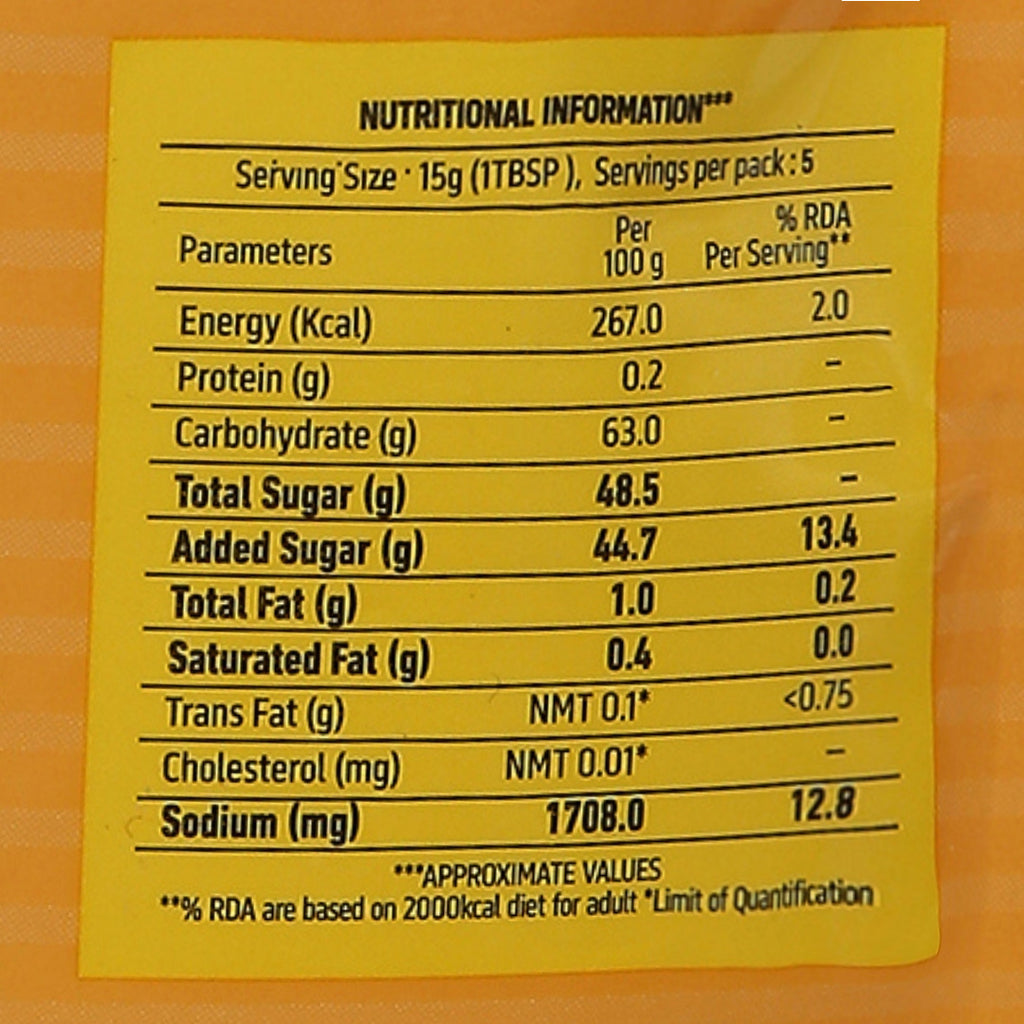 NUTRITIONAL INFORMATION***
Serving Size : 15g (1TBSP), Servings per pack : 5
Parameters Per 100 g % RDA Per Serving**
Energy (Kcal) 267.0 2.0
Protein (g) 0.2 –
Carbohydrate (g) 63.0 –
Total Sugar (g) 48.5 –
Added Sugar (g) 44.7 13.4
Total Fat (g) 1.0 0.2
Saturated Fat (g) 0.4 0.0
Trans Fat (g) NMT 0.1* <0.75
Cholesterol (mg) NMT 0.01* –
Sodium (mg) 1708.0 12.8
***APPROXIMATE VALUES
**% RDA are based on 2000kcal diet for adult *Limit of Quantification